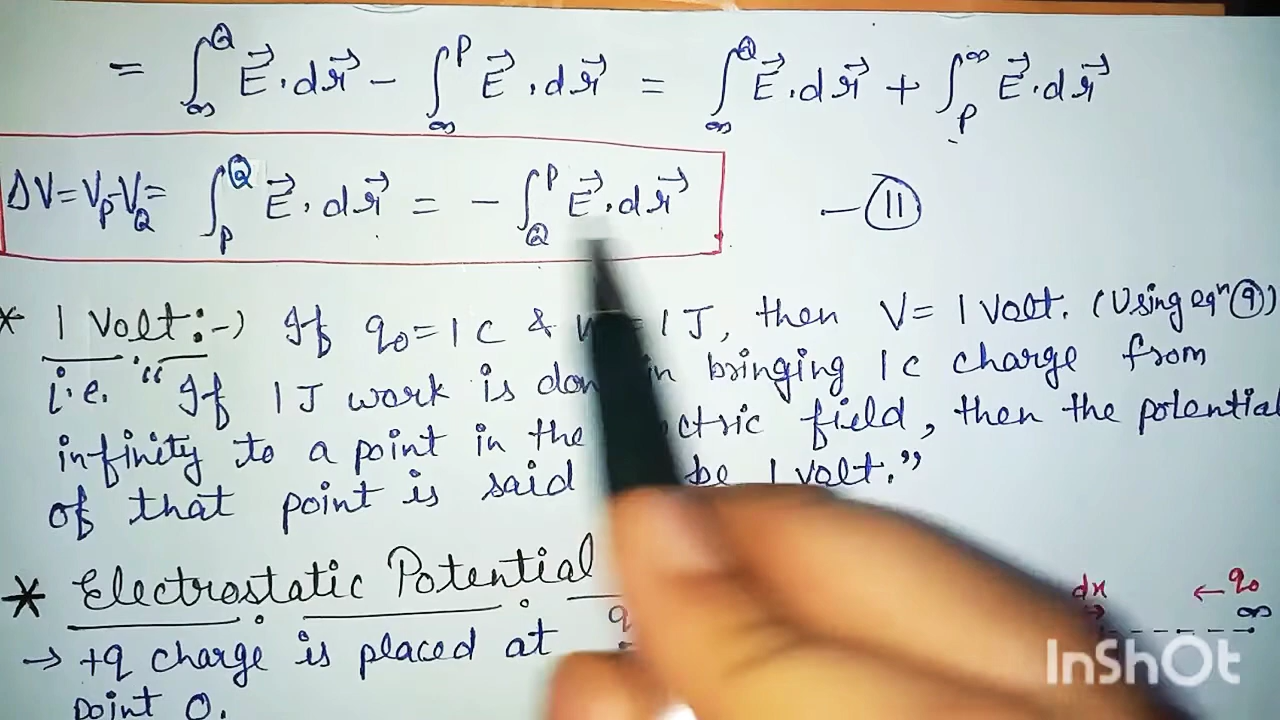 = ∫_∞^Q E⃗ . dr⃗ − ∫_∞^P E⃗ . dr⃗ = ∫_∞^Q E⃗ . dr⃗ + ∫_P^∞ E⃗ . dr⃗
ΔV = V_P - V_Q = ∫_P^Q E⃗ . dr⃗ = − ∫_Q^P E⃗ . dr⃗ — (11)
* 1 Volt:-) If q₀ = 1 C & = 1 J, then V = 1 Volt. (Using eqⁿ (9))
i.e. "If 1 J work is done in bringing 1 C charge from
infinity to a point in the field, then the potential
of that point is said be 1 volt."
* Electrostatic Potential
dx ← q₀
∞
→ +q charge is placed at q
point O.
InShOt